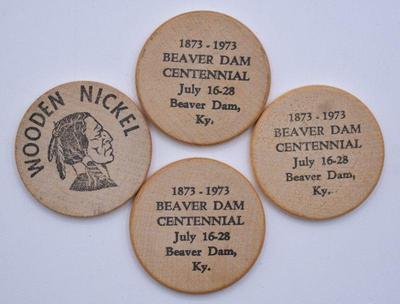 WOODEN NICKEL
1873 - 1973
BEAVER DAM
CENTENNIAL
July 16-28
Beaver Dam,
Ky.
1873 - 1973
BEAVER DAM
CENTENNIAL
July 16-28
Beaver Dam,
Ky.
1873 - 1973
BEAVER DAM
CENTENNIAL
July 16-28
Beaver Dam,
Ky.